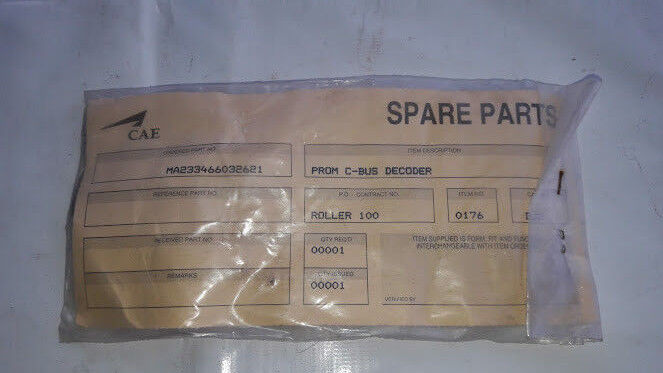 CAE
SPARE PARTS
ORDERED PART NO.
ITEM DESCRIPTION
MA233466032621
PROM C-BUS DECODER
REFERENCE PART NO.
P.O. - CONTRACT NO.
ITEM NO.
ROLLER 100
0176
RECEIVED PART NO.
QTY REQ'D
00001
ITEM SUPPLIED IS FORM, FIT AND
INTERCHANGEABLE WITH ITEM
REMARKS
QTY ISSUED
00001
VERIFIED BY